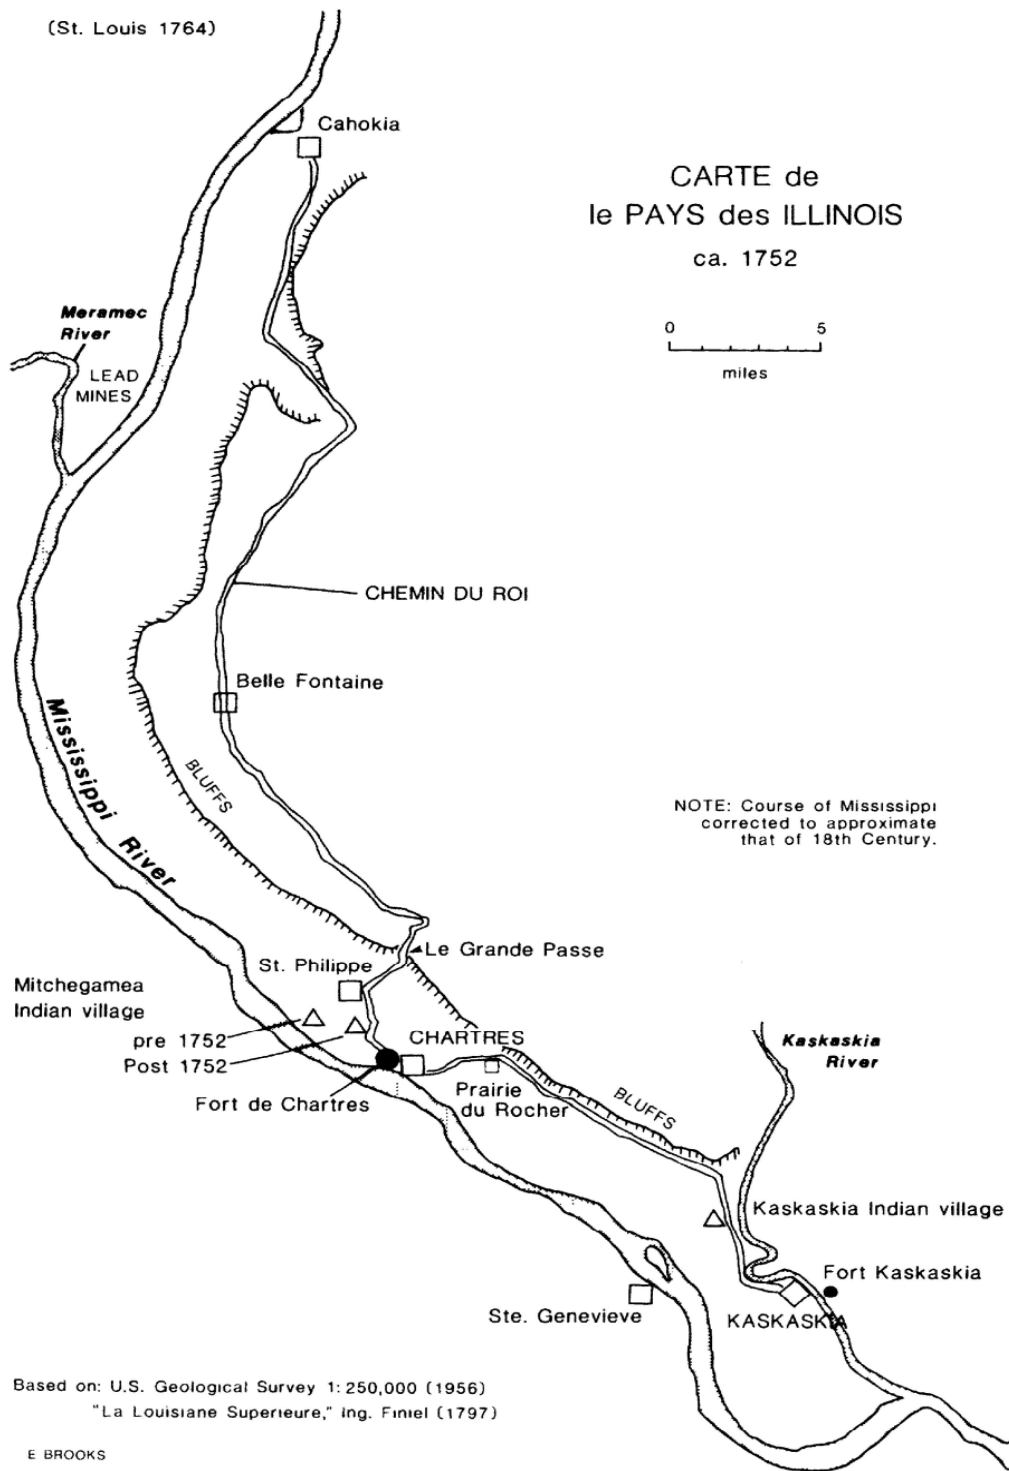 (St. Louis 1764)
Cahokia
CARTE de
le PAYS des ILLINOIS
ca. 1752
0 5
miles
Meramec
River
LEAD
MINES
CHEMIN DU ROI
Belle Fontaine
Mississippi River
BLUFFS
NOTE: Course of Mississippi
corrected to approximate
that of 18th Century.
Le Grande Passe
St. Philippe
Mitchegamea
Indian village
pre 1752
Post 1752
CHARTRES
Fort de Chartres
Prairie
du Rocher
BLUFFS
Kaskaskia
River
Kaskaskia Indian village
Fort Kaskaskia
Ste. Genevieve
KASKASKIA
Based on: U.S. Geological Survey 1:250,000 (1956)
"La Louisiane Superieure," Ing. Finiel (1797)
E BROOKS